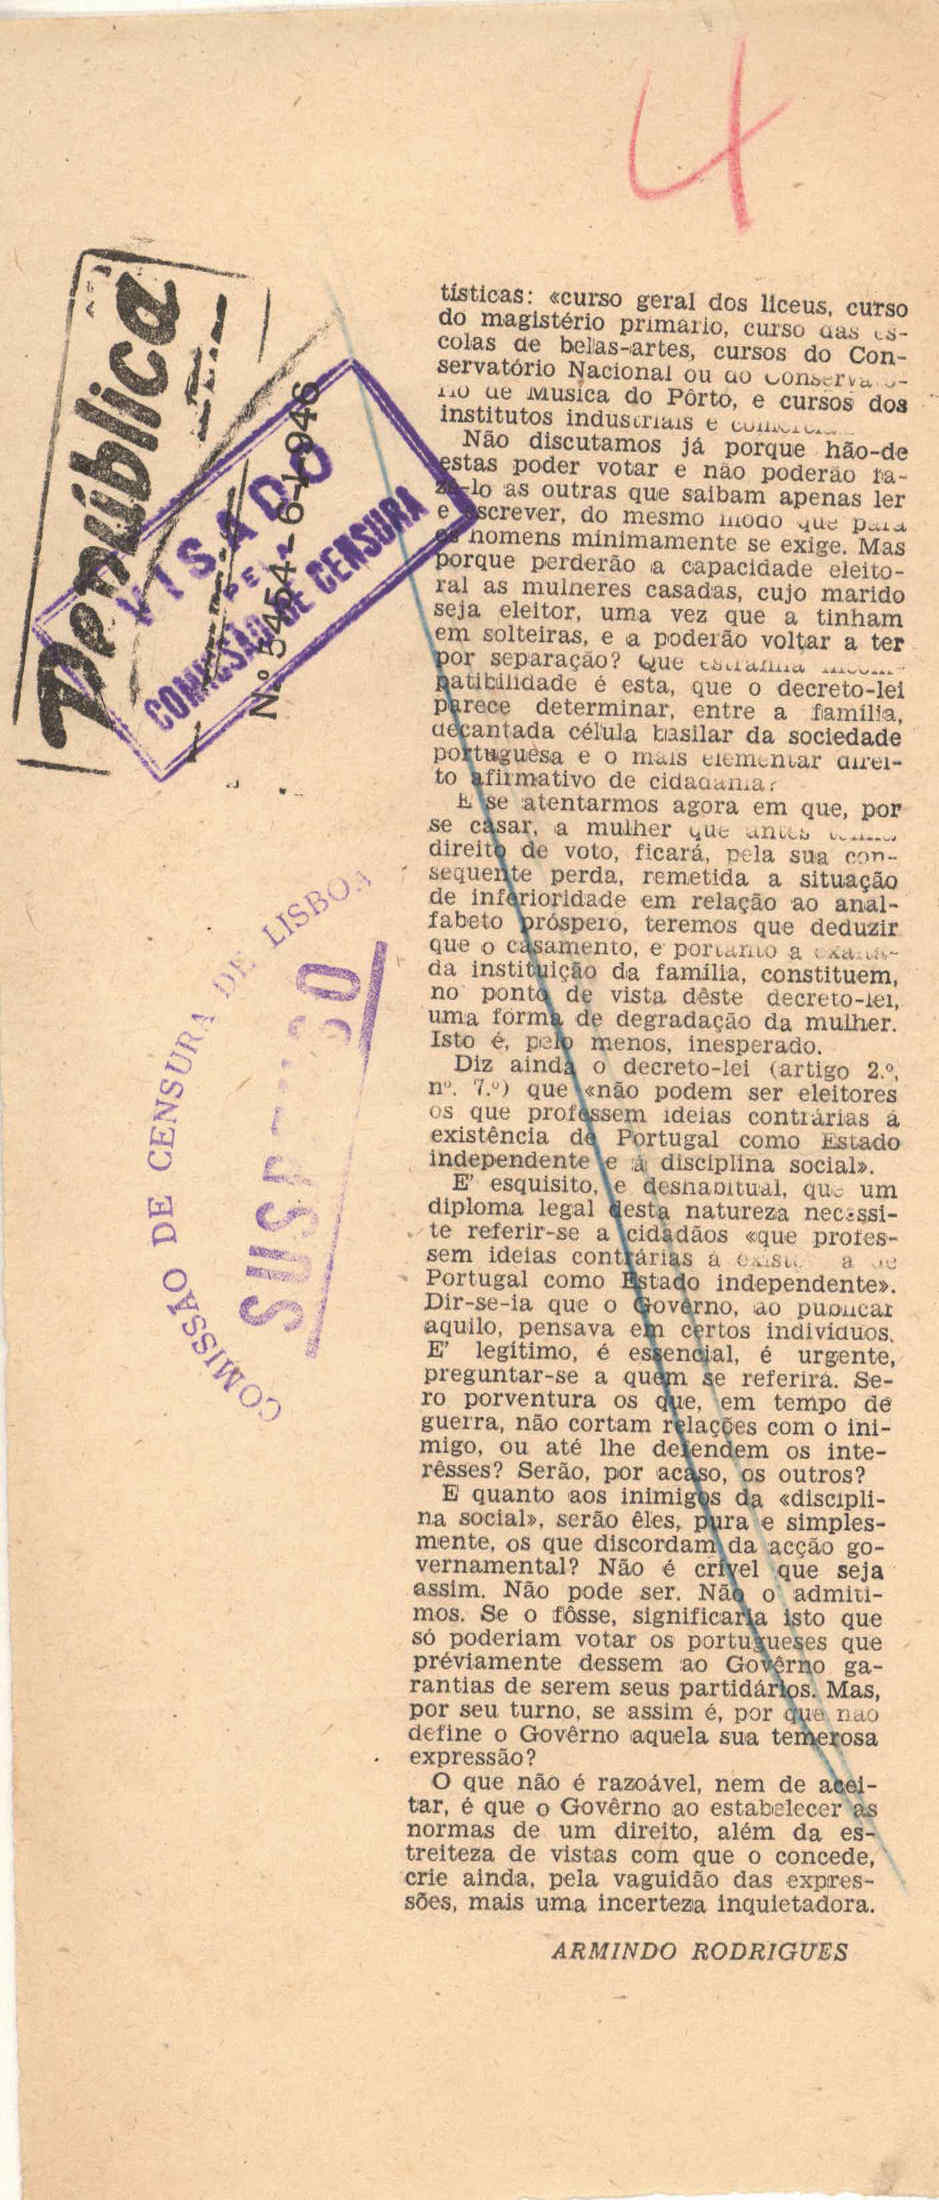 4
República
VISADO
PELA
COMISSÃO DE CENSURA
N.º 5454—6-1-946
COMISSÃO DE CENSURA DE LISBOA
tísticas: «curso geral dos liceus, curso
do magistério primário, curso das es-
colas de belas-artes, cursos do Con-
servatório Nacional ou do Conservató-
rio de Musica do Pôrto, e cursos dos
institutos industriais e
Não discutamos já porque hão-de
estas poder votar e não poderão fa-
zê-lo as outras que saibam apenas ler
e escrever, do mesmo modo que para
os homens minimamente se exige. Mas
porque perderão a capacidade eleito-
ral as mulheres casadas, cujo marido
seja eleitor, uma vez que a tinham
em solteiras, e a poderão voltar a ter
por separação? Que estranha incom-
patibilidade é esta, que o decreto-lei
parece determinar, entre a família,
decantada célula basilar da sociedade
portuguesa e o mais elementar direi-
to afirmativo de cidadania?
E se atentarmos agora em que, por
se casar, a mulher que antes tinha
direito de voto, ficará, pela sua con-
sequente perda, remetida a situação
de inferioridade em relação ao anal-
fabeto próspero, teremos que deduzir
que o casamento, e portanto a exalta-
da instituição da família, constituem,
no ponto de vista dêste decreto-lei,
uma forma de degradação da mulher.
Isto é, pelo menos, inesperado.
Diz ainda o decreto-lei (artigo 2.º,
nº. 7.º) que «não podem ser eleitores
os que professem ideias contrárias á
existência de Portugal como Estado
independente e á disciplina social».
E' esquisito, e deshabitual, que um
diploma legal desta natureza necessi-
te referir-se a cidadãos «que profes-
sem ideias contrárias á existência de
Portugal como Estado independente».
Dir-se-ia que o Govêrno, ao publicar
aquilo, pensava em certos indivíduos.
E' legítimo, é essencial, é urgente,
preguntar-se a quem se referirá. Se-
ro porventura os que, em tempo de
guerra, não cortam relações com o ini-
migo, ou até lhe defendem os inte-
rêsses? Serão, por acaso, os outros?
E quanto aos inimigos da «discipli-
na social», serão êles, pura e simples-
mente, os que discordam da acção go-
vernamental? Não é crível que seja
assim. Não pode ser. Não o admiti-
mos. Se o fôsse, significaria isto que
só poderiam votar os portugueses que
préviamente dessem ao Govêrno ga-
rantias de serem seus partidários. Mas,
por seu turno, se assim é, por que não
define o Govêrno aquela sua temerosa
expressão?
O que não é razoável, nem de acei-
tar, é que o Govêrno ao estabelecer as
normas de um direito, além da es-
treiteza de vistas com que o concede,
crie ainda, pela vaguidão das expres-
sões, mais uma incerteza inquietadora.
ARMINDO RODRIGUES